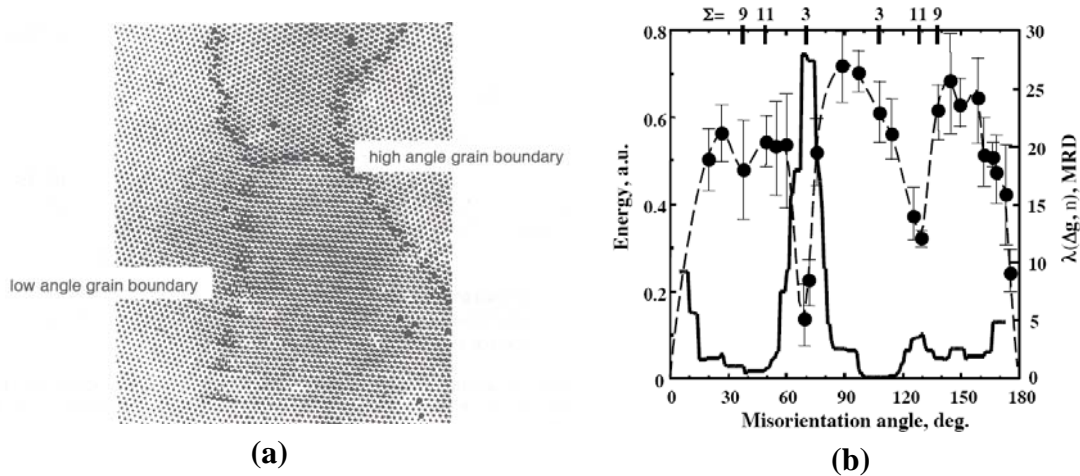 high angle grain boundary
low angle grain boundary
(a)
Σ= 9 11 3 3 11 9
0.8
0.6
0.4
0.2
0
Energy, a.u.
30
25
20
15
10
5
0
λ(Δg, n), MRD
0 30 60 90 120 150 180
Misorientation angle, deg.
(b)